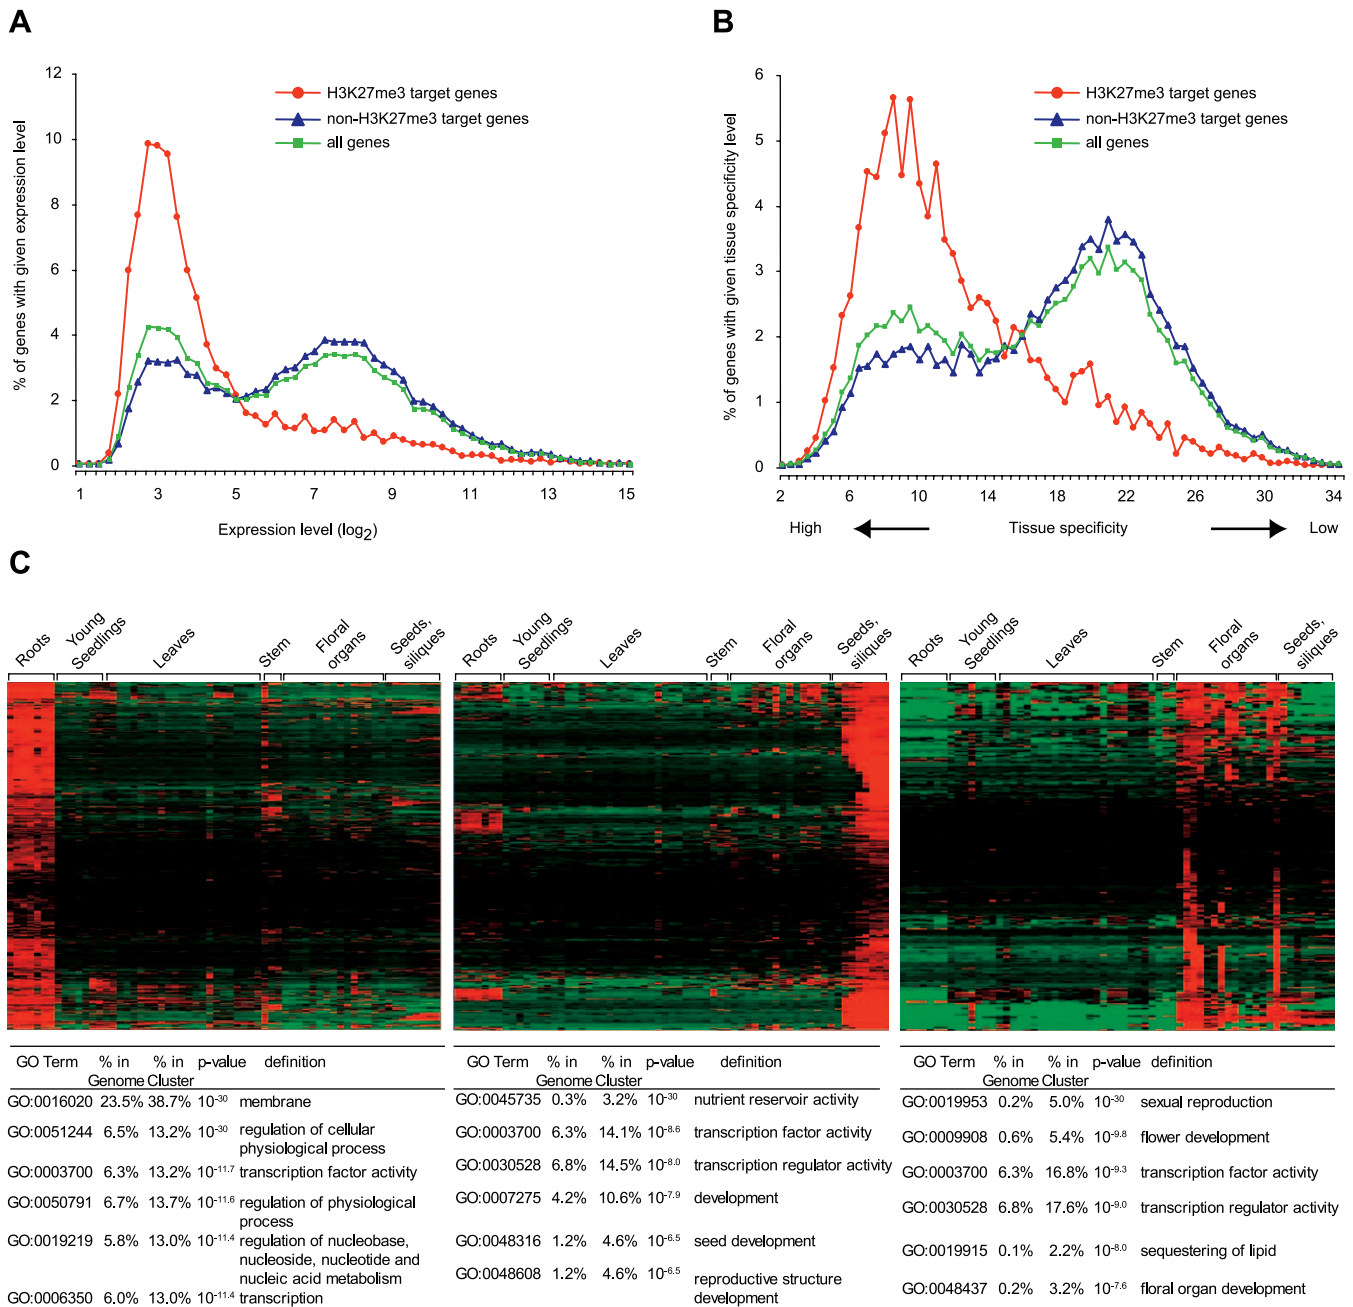 A
B
12
10
8
6
4
2
0
% of genes with given expression level
H3K27me3 target genes
non-H3K27me3 target genes
all genes
1 3 5 7 9 11 13 15
Expression level (log2)
6
5
4
3
2
1
0
% of genes with given tissue specificity level
H3K27me3 target genes
non-H3K27me3 target genes
all genes
2 6 10 14 18 22 26 30 34
High Tissue specificity Low
C
Roots
Young
Seedlings
Leaves
Stem
Floral
organs
Seeds,
siliques
Roots
Young
Seedlings
Leaves
Stem
Floral
organs
Seeds,
siliques
Roots
Young
Seedlings
Leaves
Stem
Floral
organs
Seeds,
siliques
GO Term % in % in p-value definition
Genome Cluster
GO:0016020 23.5% 38.7% 10-30 membrane
GO:0051244 6.5% 13.2% 10-30 regulation of cellular
physiological process
GO:0003700 6.3% 13.2% 10-11.7 transcription factor activity
GO:0050791 6.7% 13.7% 10-11.6 regulation of physiological
process
GO:0019219 5.8% 13.0% 10-11.4 regulation of nucleobase,
nucleoside, nucleotide and
nucleic acid metabolism
GO:0006350 6.0% 13.0% 10-11.4 transcription
GO Term % in % in p-value definition
Genome Cluster
GO:0045735 0.3% 3.2% 10-30 nutrient reservoir activity
GO:0003700 6.3% 14.1% 10-8.6 transcription factor activity
GO:0030528 6.8% 14.5% 10-8.0 transcription regulator activity
GO:0007275 4.2% 10.6% 10-7.9 development
GO:0048316 1.2% 4.6% 10-6.5 seed development
GO:0048608 1.2% 4.6% 10-6.5 reproductive structure
development
GO Term % in % in p-value definition
Genome Cluster
GO:0019953 0.2% 5.0% 10-30 sexual reproduction
GO:0009908 0.6% 5.4% 10-9.8 flower development
GO:0003700 6.3% 16.8% 10-9.3 transcription factor activity
GO:0030528 6.8% 17.6% 10-9.0 transcription regulator activity
GO:0019915 0.1% 2.2% 10-8.0 sequestering of lipid
GO:0048437 0.2% 3.2% 10-7.6 floral organ development